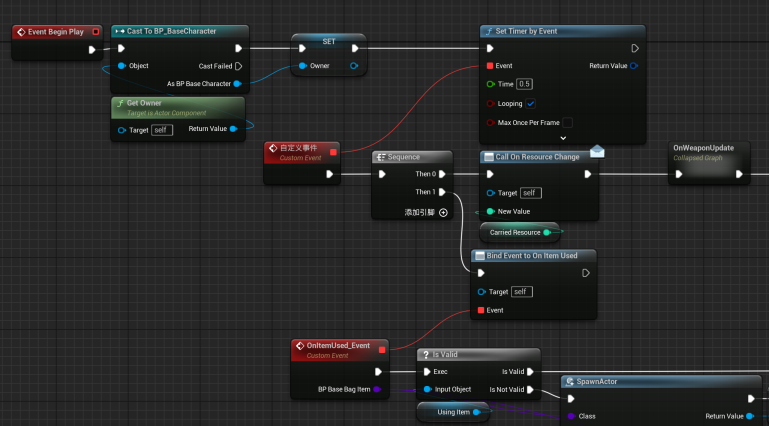 Event Begin Play
Cast To BP_BaseCharacter
Object
Cast Failed
As BP Base Character
SET
Owner
Set Timer by Event
Event
Return Value
Time 0.5
Looping
Max Once Per Frame
Get Owner
Target is Actor Component
Target self
Return Value
自定义事件
Custom Event
Sequence
Then 0
Then 1
添加引脚
Call On Resource Change
Target self
New Value
Carried Resource
OnWeaponUpdate
Collapsed Graph
Bind Event to On Item Used
Target self
Event
OnItemUsed_Event
Custom Event
BP Base Bag Item
Is Valid
Exec
Is Valid
Input Object
Is Not Valid
Using Item
SpawnActor
Class
Return Value